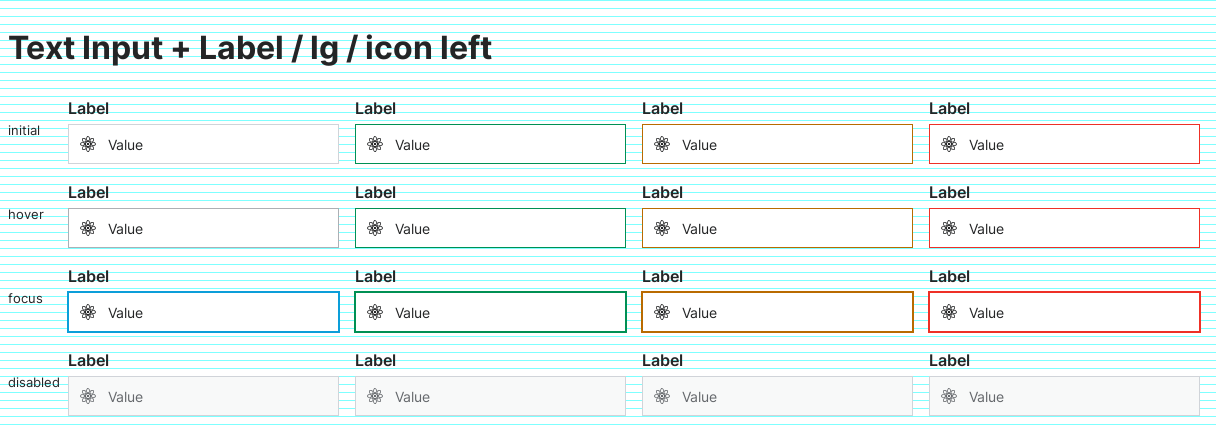 Text Input + Label / lg / icon left
Label Label Label Label
initial Value Value Value Value
Label Label Label Label
hover Value Value Value Value
Label Label Label Label
focus Value Value Value Value
Label Label Label Label
disabled Value Value Value Value